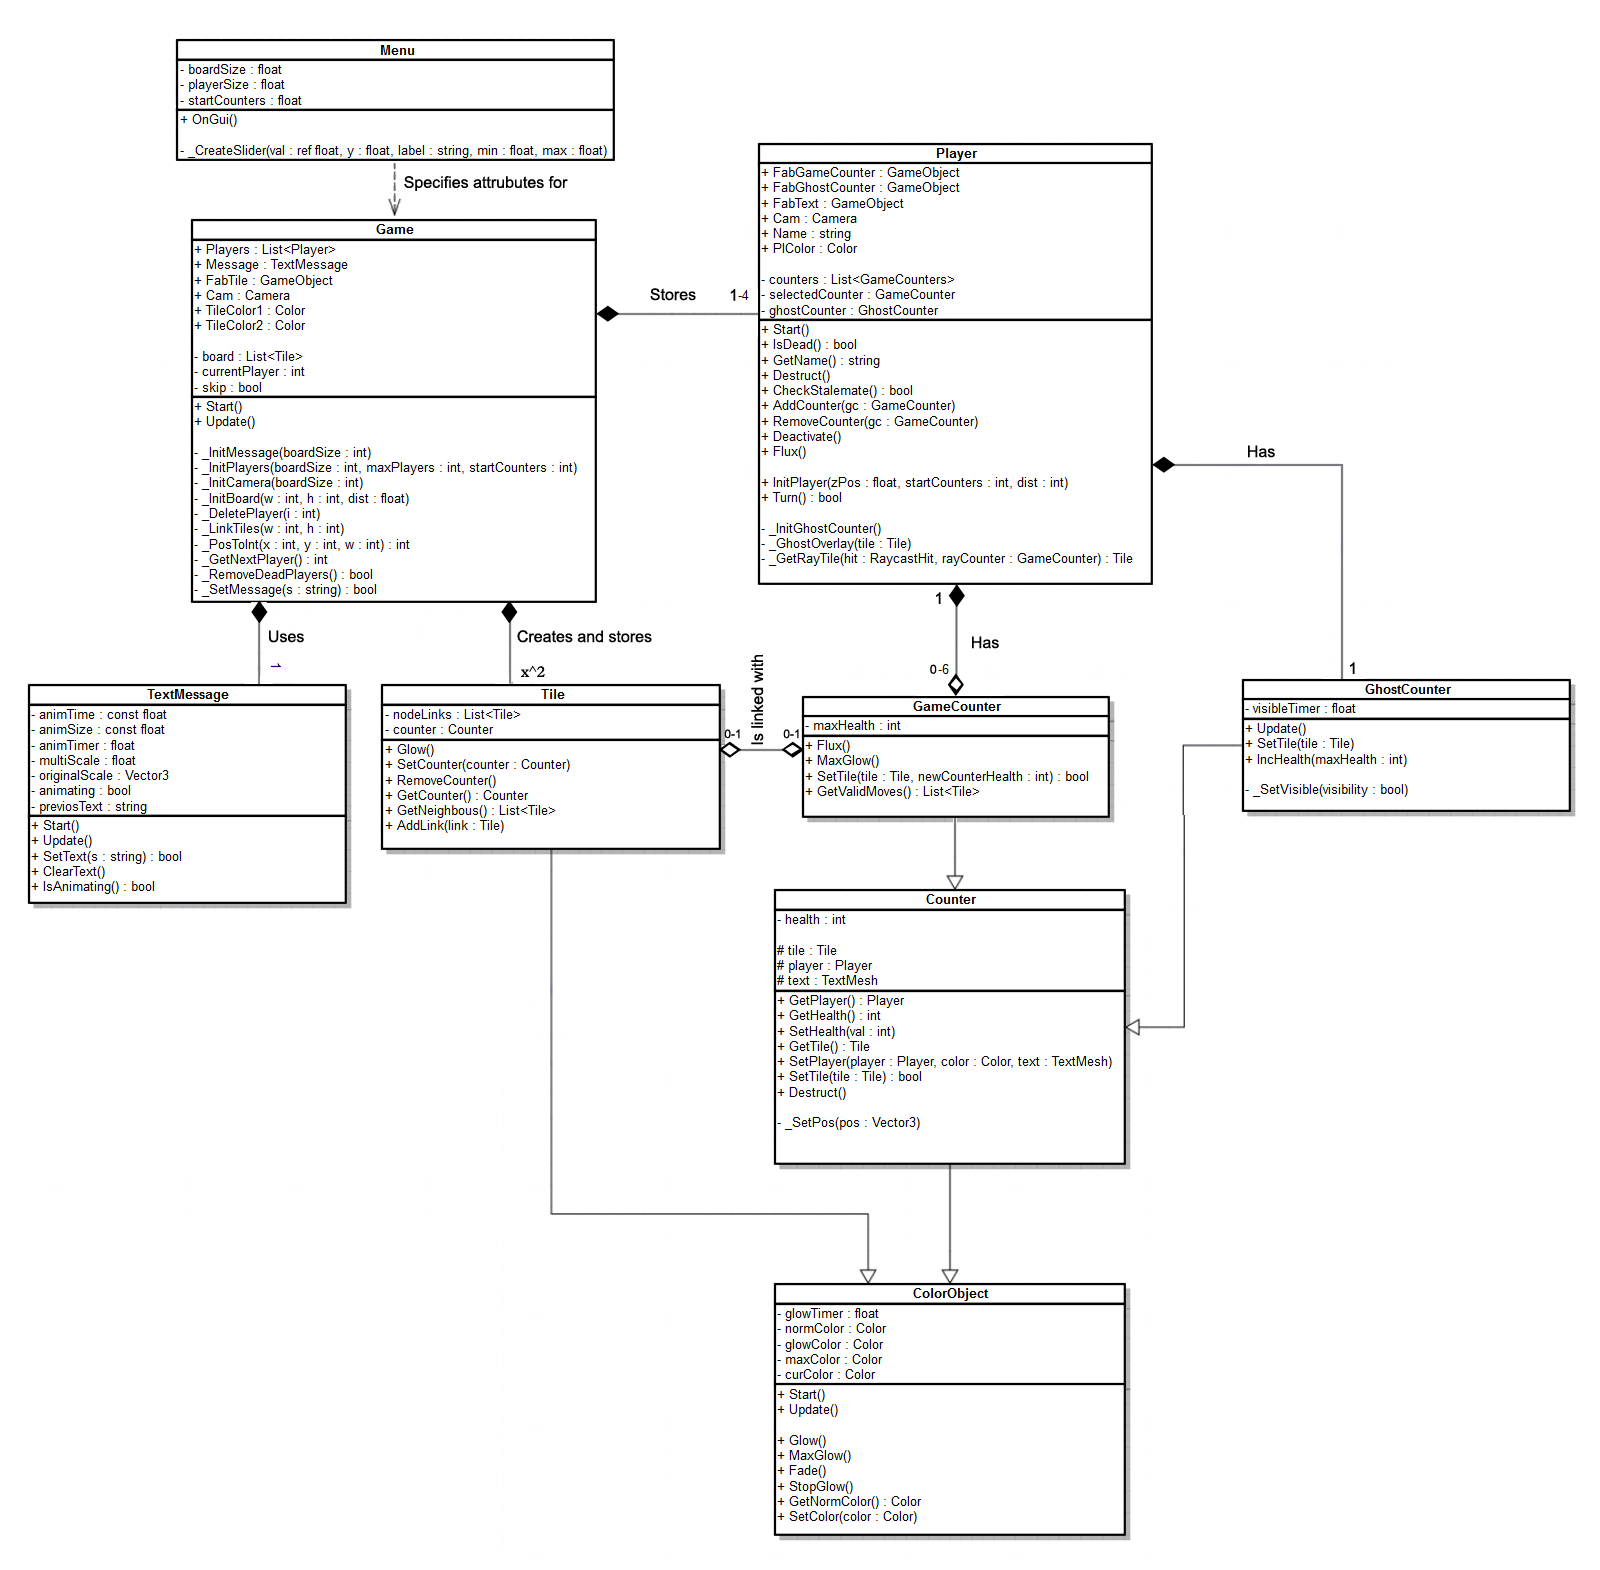 Menu
- boardSize : float
- playerSize : float
- startCounters : float
+ OnGui()
- _CreateSlider(val : ref float, y : float, label : string, min : float, max : float)
Specifies attrubutes for
Game
+ Players : List<Player>
+ Message : TextMessage
+ FabTile : GameObject
+ Cam : Camera
+ TileColor1 : Color
+ TileColor2 : Color
- board : List<Tile>
- currentPlayer : int
- skip : bool
+ Start()
+ Update()
- _InitMessage(boardSize : int)
- _InitPlayers(boardSize : int, maxPlayers : int, startCounters : int)
- _InitCamera(boardSize : int)
- _InitBoard(w : int, h : int, dist : float)
- _DeletePlayer(i : int)
- _LinkTiles(w : int, h : int)
- _PosToInt(x : int, y : int, w : int) : int
- _GetNextPlayer() : int
- _RemoveDeadPlayers() : bool
- _SetMessage(s : string) : bool
Stores
1-4
Player
+ FabGameCounter : GameObject
+ FabGhostCounter : GameObject
+ FabText : GameObject
+ Cam : Camera
+ Name : string
+ PlColor : Color
- counters : List<GameCounters>
- selectedCounter : GameCounter
- ghostCounter : GhostCounter
+ Start()
+ IsDead() : bool
+ GetName() : string
+ Destruct()
+ CheckStalemate() : bool
+ AddCounter(gc : GameCounter)
+ RemoveCounter(gc : GameCounter)
+ Deactivate()
+ Flux()
+ InitPlayer(zPos : float, startCounters : int, dist : int)
+ Turn() : bool
- _InitGhostCounter()
- _GhostOverlay(tile : Tile)
- _GetRayTile(hit : RaycastHit, rayCounter : GameCounter) : Tile
Has
1
Uses
1
Creates and stores
x^2
1
Has
0-6
TextMessage
- animTime : const float
- animSize : const float
- animTimer : float
- multiScale : float
- originalScale : Vector3
- animating : bool
- previosText : string
+ Start()
+ Update()
+ SetText(s : string) : bool
+ ClearText()
+ IsAnimating() : bool
Tile
- nodeLinks : List<Tile>
- counter : Counter
+ Glow()
+ SetCounter(counter : Counter)
+ RemoveCounter()
+ GetCounter() : Counter
+ GetNeighbous() : List<Tile>
+ AddLink(link : Tile)
0-1
Is linked with
0-1
GameCounter
- maxHealth : int
+ Flux()
+ MaxGlow()
+ SetTile(tile : Tile, newCounterHealth : int) : bool
+ GetValidMoves() : List<Tile>
GhostCounter
- visibleTimer : float
+ Update()
+ SetTile(tile : Tile)
+ IncHealth(maxHealth : int)
- _SetVisible(visibility : bool)
Counter
- health : int
# tile : Tile
# player : Player
# text : TextMesh
+ GetPlayer() : Player
+ GetHealth() : int
+ SetHealth(val : int)
+ GetTile() : Tile
+ SetPlayer(player : Player, color : Color, text : TextMesh)
+ SetTile(tile : Tile) : bool
+ Destruct()
- _SetPos(pos : Vector3)
ColorObject
- glowTimer : float
- normColor : Color
- glowColor : Color
- maxColor : Color
- curColor : Color
+ Start()
+ Update()
+ Glow()
+ MaxGlow()
+ Fade()
+ StopGlow()
+ GetNormColor() : Color
+ SetColor(color : Color)